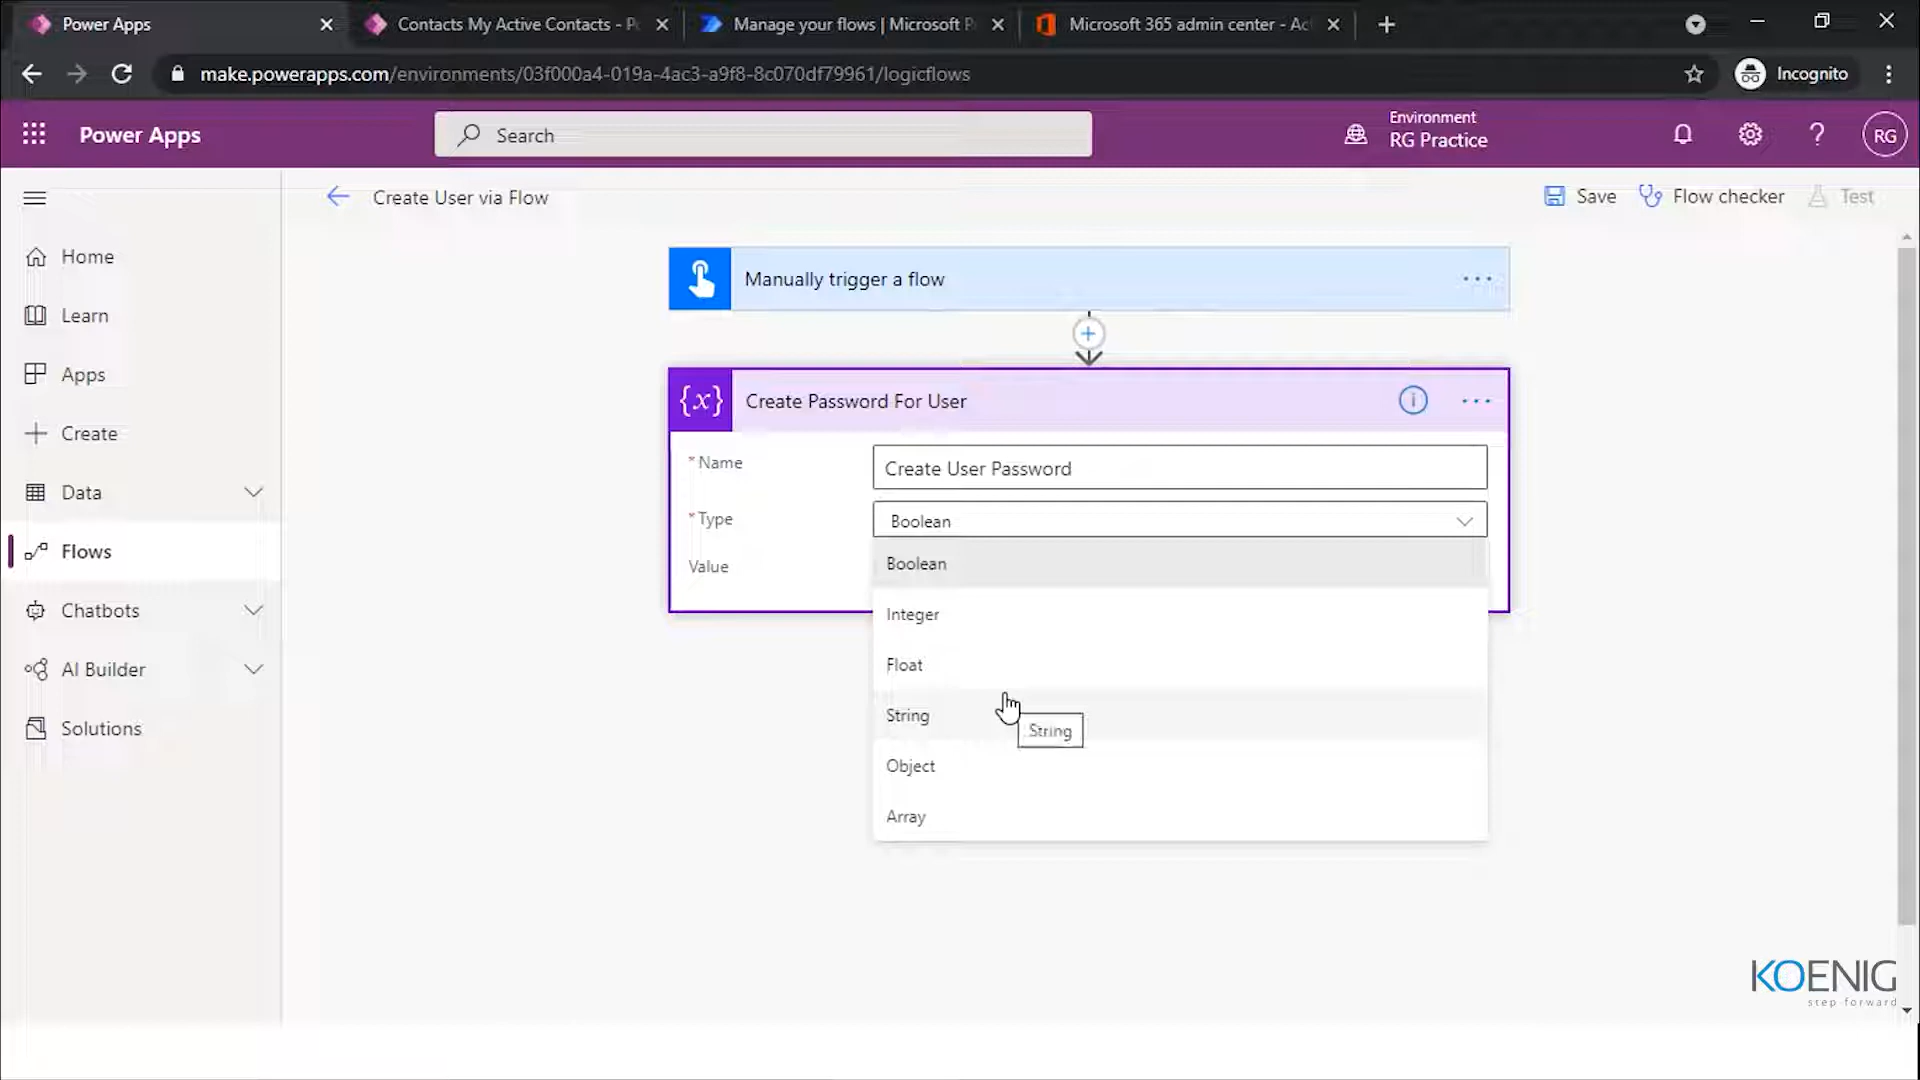 Power Apps
Contacts My Active Contacts - Po
Manage your flows | Microsoft P
Microsoft 365 admin center - Ac
make.powerapps.com/environments/03f000a4-019a-4ac3-a9f8-8c070df79961/logicflows
Incognito
Power Apps
Search
Environment
RG Practice
?
RG
Create User via Flow
Save
Flow checker
Test
Home
Learn
Apps
Create
Data
Flows
Chatbots
AI Builder
Solutions
Manually trigger a flow
{x}
Create Password For User
* Name
Create User Password
* Type
Boolean
Value
Boolean
Integer
Float
String
String
Object
Array
KOENIG
step forward